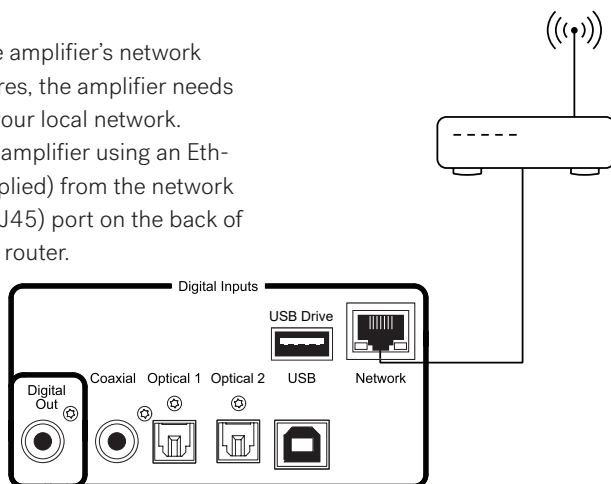 e amplifier’s network
res, the amplifier needs
your local network.
amplifier using an Eth-
plied) from the network
J45) port on the back of
router.
Digital Inputs
USB Drive
Coaxial Optical 1 Optical 2 USB Network
Digital
Out